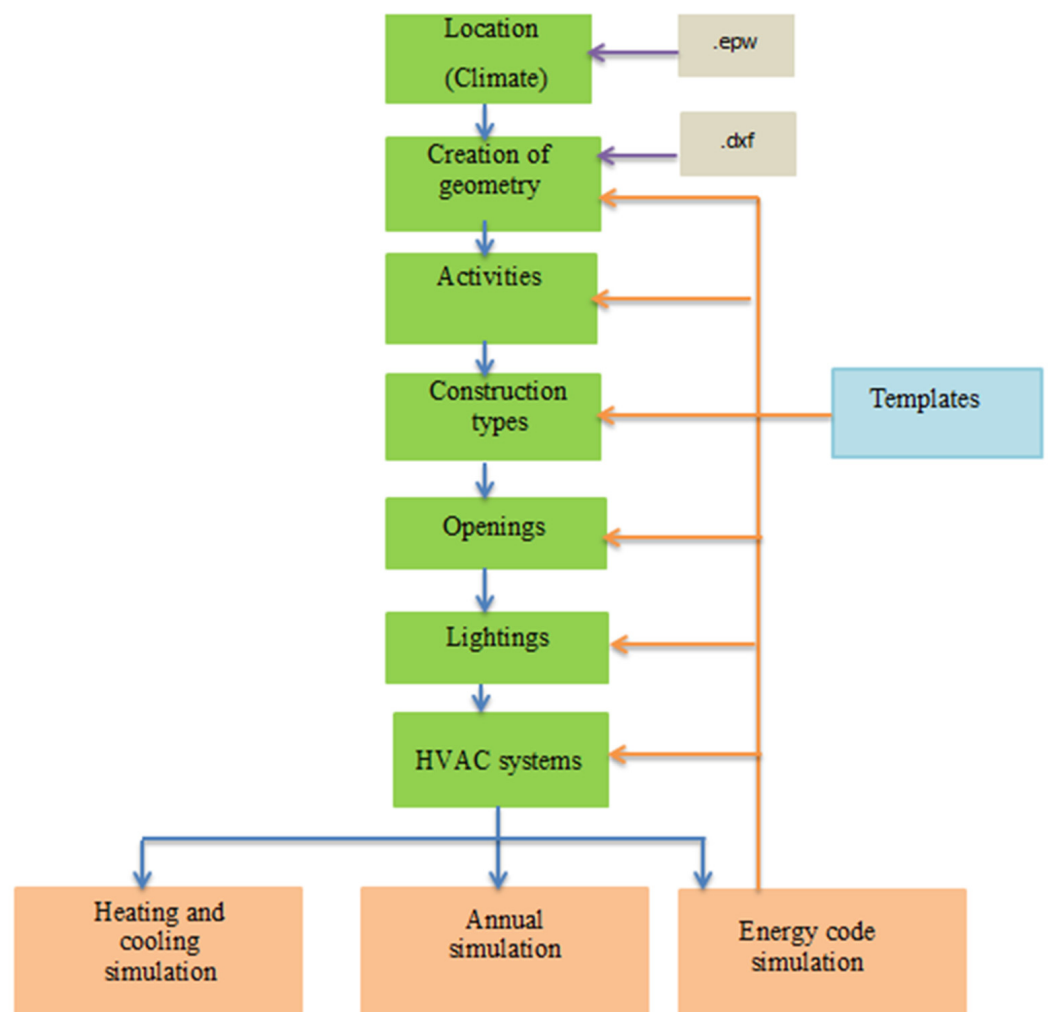 Location
(Climate)
.epw
Creation of
geometry
.dxf
Activities
Construction
types
Templates
Openings
Lightings
HVAC systems
Heating and
cooling
simulation
Annual
simulation
Energy code
simulation